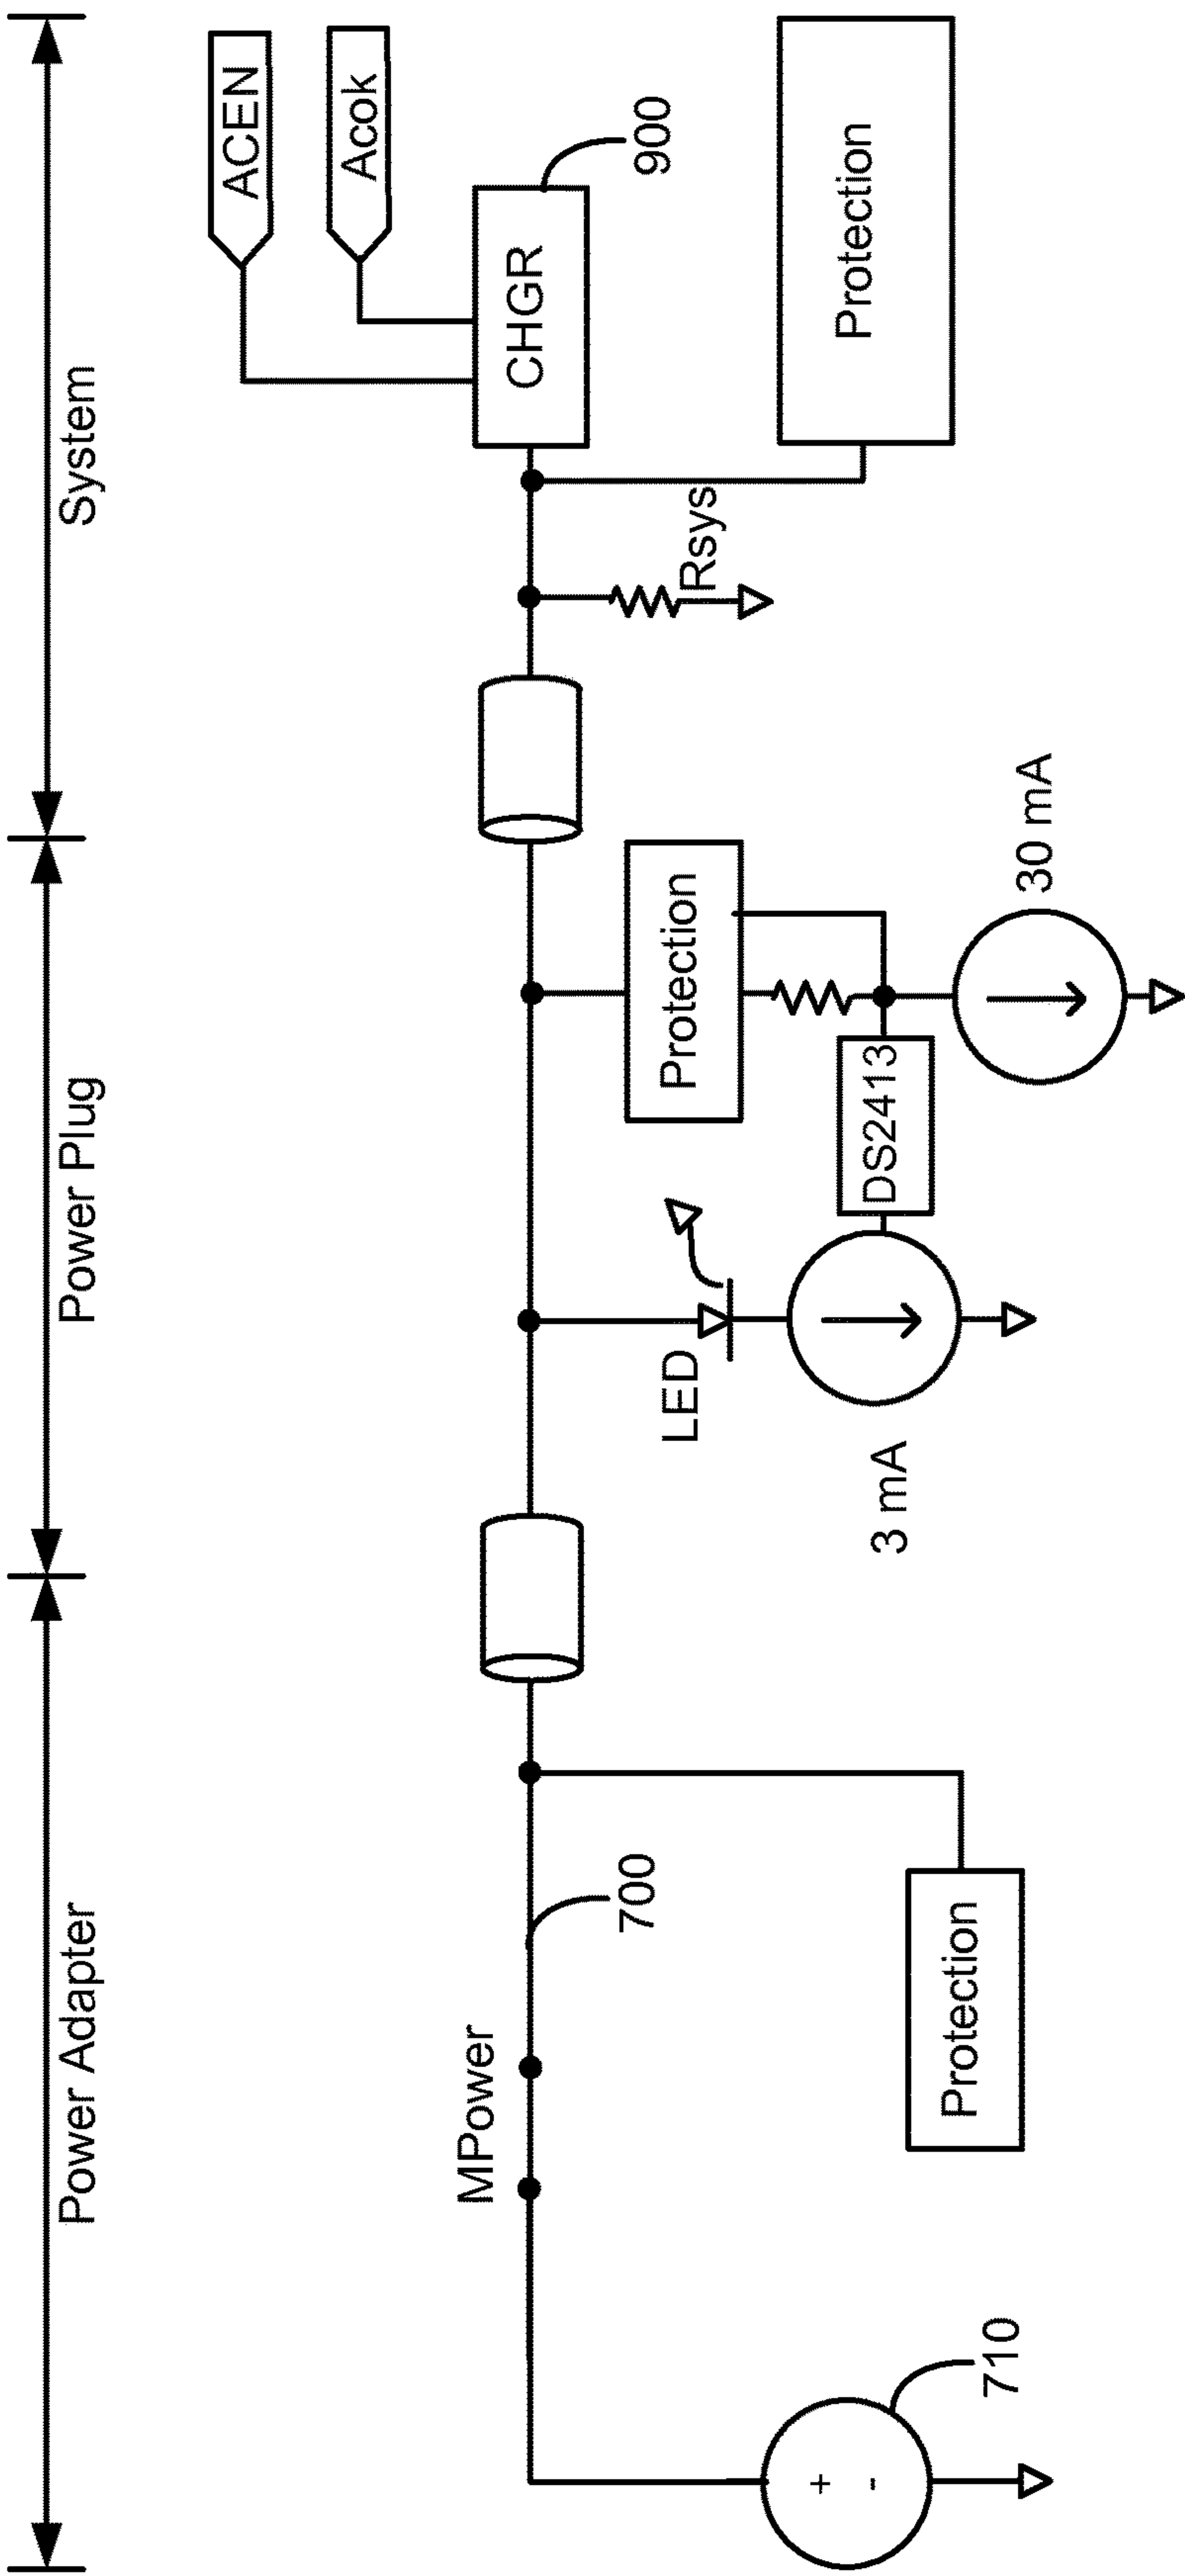 Power Adapter
Power Plug
System
ACEN
Acok
MPower
700
CHGR
900
LED
Protection
Rsys
Protection
3 mA
DS2413
30 mA
Protection
+
-
710